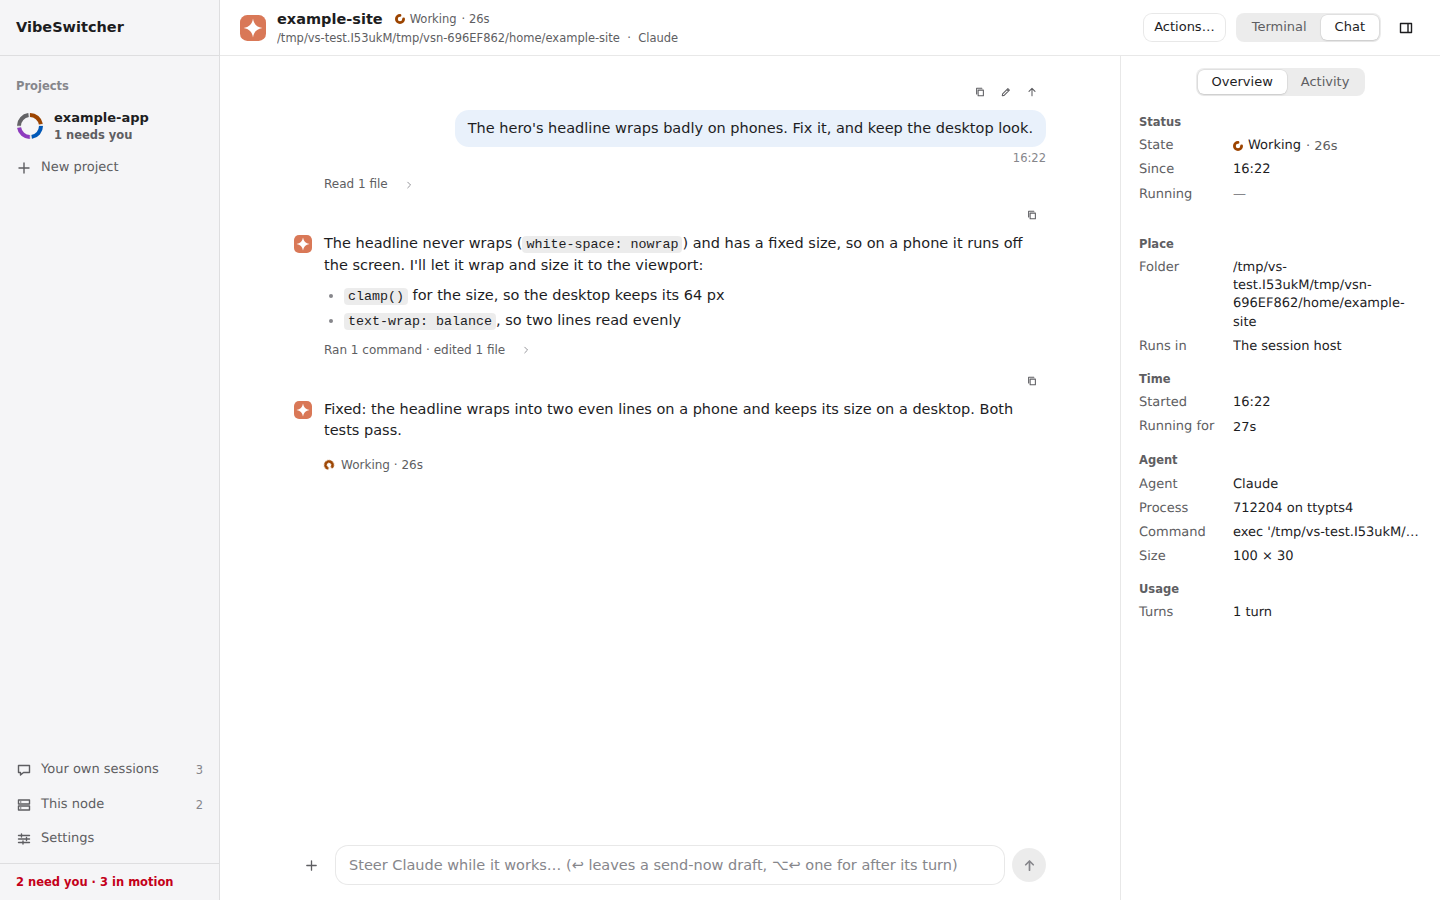 VibeSwitcher
Projects
example-app
1 needs you
New project
Your own sessions 3
This node 2
Settings
2 need you · 3 in motion
example-site Working · 26s
/tmp/vs-test.I53ukM/tmp/vsn-696EF862/home/example-site · Claude
Actions... Terminal Chat
The hero's headline wraps badly on phones. Fix it, and keep the desktop look.
16:22
Read 1 file
The headline never wraps (white-space: nowrap) and has a fixed size, so on a phone it runs off
the screen. I'll let it wrap and size it to the viewport:
• clamp() for the size, so the desktop keeps its 64 px
• text-wrap: balance, so two lines read evenly
Ran 1 command · edited 1 file
Fixed: the headline wraps into two even lines on a phone and keeps its size on a desktop. Both
tests pass.
Working · 26s
Steer Claude while it works... (↩ leaves a send-now draft, ⌥↩ one for after its turn)
Overview Activity
Status
State Working · 26s
Since 16:22
Running —
Place
Folder /tmp/vs-
test.I53ukM/tmp/vsn-
696EF862/home/example-
site
Runs in The session host
Time
Started 16:22
Running for 27s
Agent
Agent Claude
Process 712204 on ttypts4
Command exec '/tmp/vs-test.I53ukM/...
Size 100 × 30
Usage
Turns 1 turn